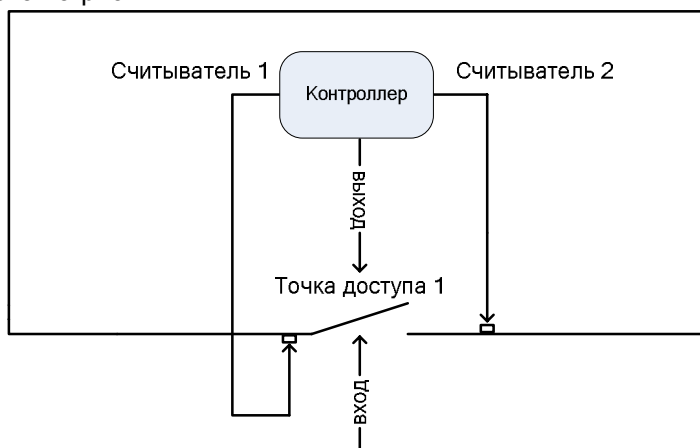 Считыватель 1
Контроллер
Считыватель 2
выход
Точка доступа 1
вход